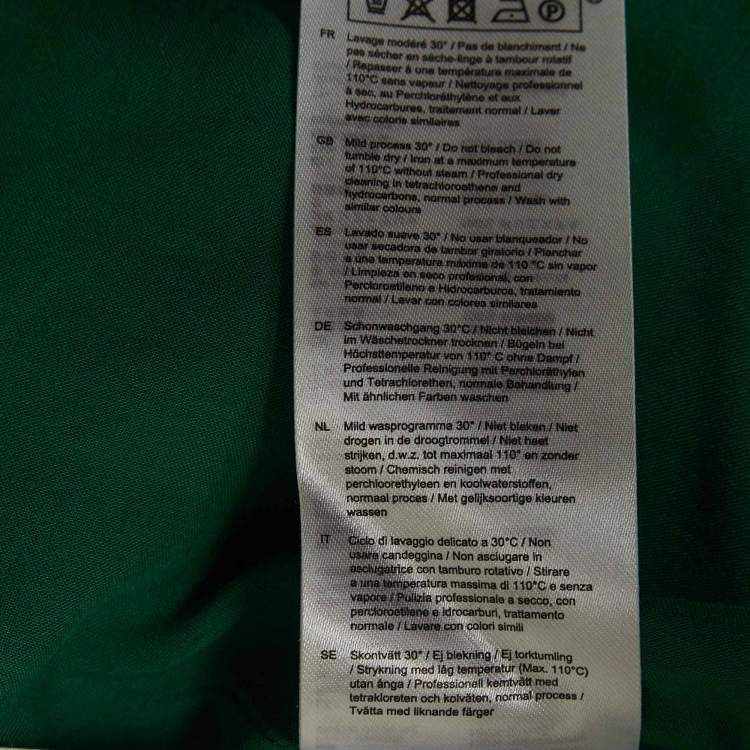 P
FR Lavage modéré 30° / Pas de blanchiment / Ne
pas sécher en sèche-linge à tambour rotatif
/ Repasser à une température maximale de
110°C sans vapeur / Nettoyage professionnel
à sec, au Perchloréthylène et aux
Hydrocarbures, traitement normal / Laver
avec coloris similaires
GB Mild process 30° / Do not bleach / Do not
tumble dry / Iron at a maximum temperature
of 110°C without steam / Professional dry
cleaning in tetrachloroethene and
hydrocarbons, normal process / Wash with
similar colours
ES Lavado suave 30° / No usar blanqueador / No
usar secadora de tambor giratorio / Planchar
a una temperatura máxima de 110 °C sin vapor
/ Limpieza en seco profesional, con
Percloroetileno e Hidrocarburos, tratamiento
normal / Lavar con colores similares
DE Schonwaschgang 30°C / Nicht bleichen / Nicht
im Wäschetrockner trocknen / Bügeln bei
Höchsttemperatur von 110° C ohne Dampf /
Professionelle Reinigung mit Perchloräthylen
und Tetrachlorethen, normale Behandlung /
Mit ähnlichen Farben waschen
NL Mild wasprogramma 30° / Niet bleken / Niet
drogen in de droogtrommel / Niet heet
strijken, d.w.z. tot maximaal 110° en zonder
stoom / Chemisch reinigen met
perchloorethyleen en koolwaterstoffen,
normaal proces / Met gelijksoortige kleuren
wassen
IT Ciclo di lavaggio delicato a 30°C / Non
usare candeggina / Non asciugare in
asciugatrice con tamburo rotativo / Stirare
a una temperatura massima di 110°C e senza
vapore / Pulizia professionale a secco, con
percloroetilene e idrocarburi, trattamento
normale / Lavare con colori simili
SE Skontvätt 30° / Ej blekning / Ej torktumling
/ Strykning med låg temperatur (Max. 110°C)
utan ånga / Professionell kemtvätt med
tetrakloreten och kolväten, normal process /
Tvätta med liknande färger